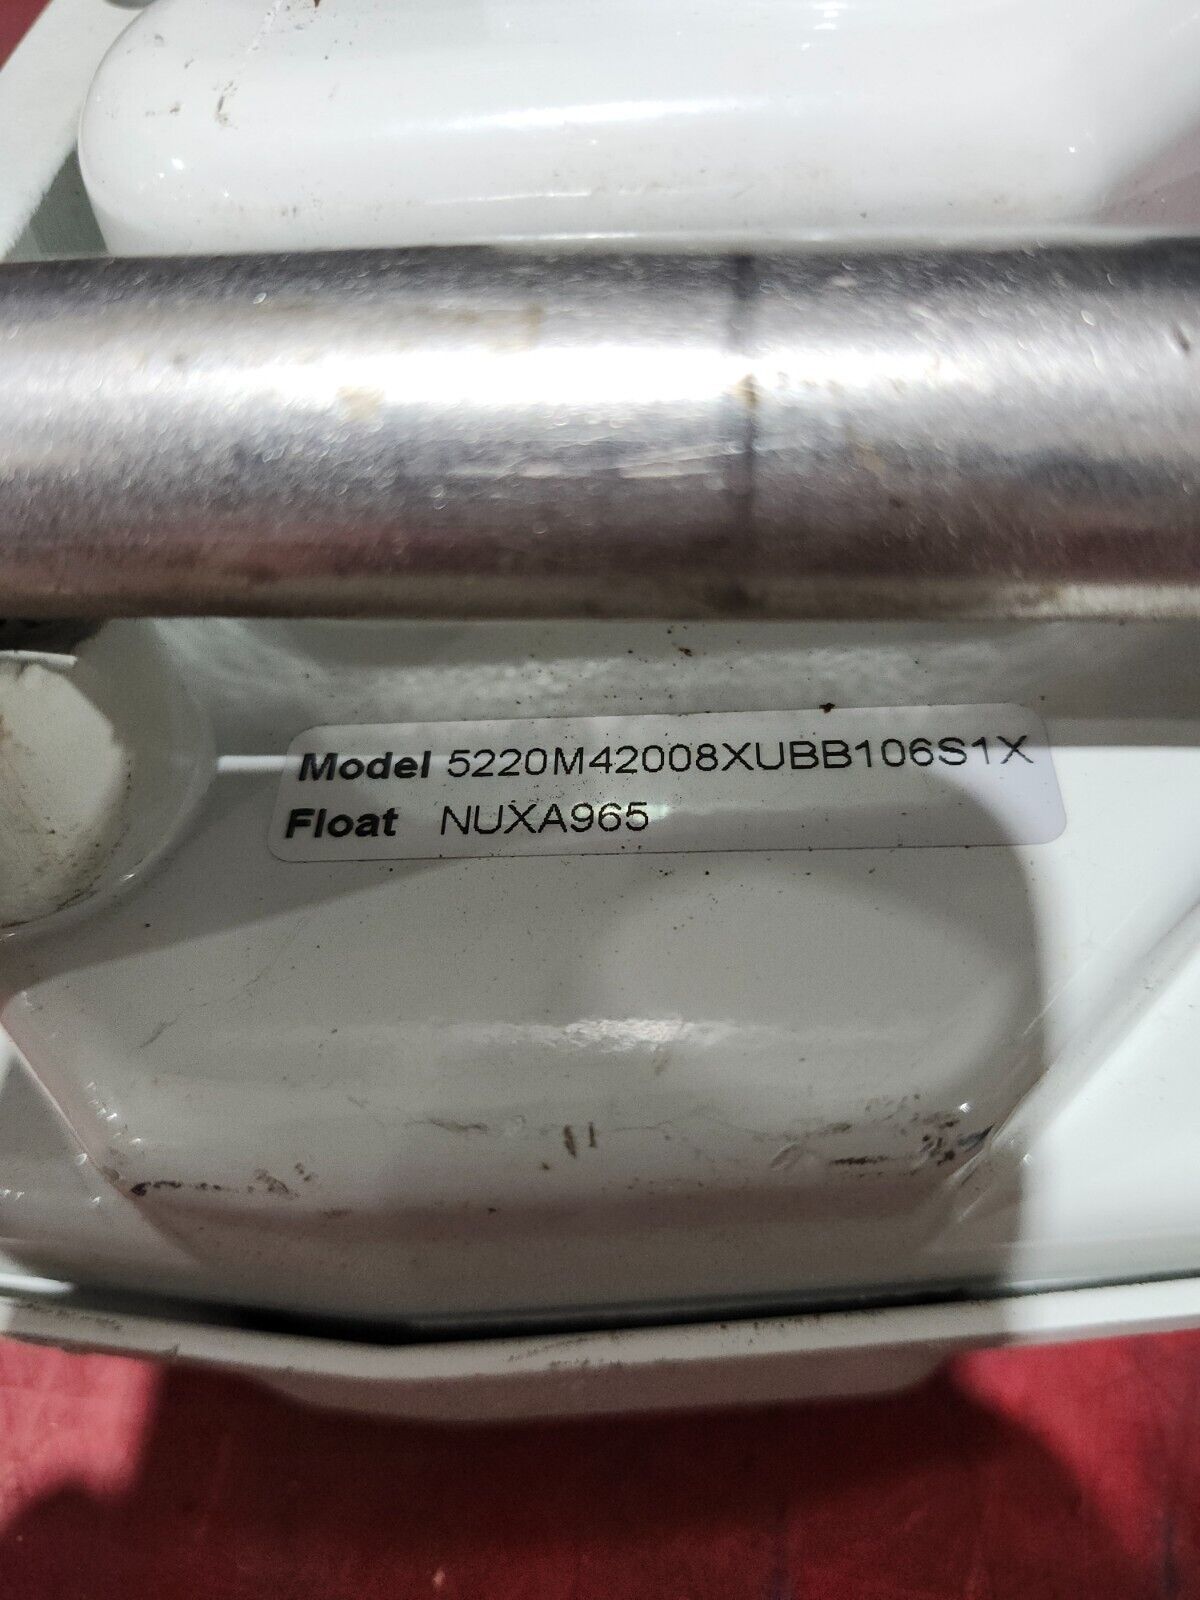 Model 5220M42008XUBB106S1X
Float NUXA965